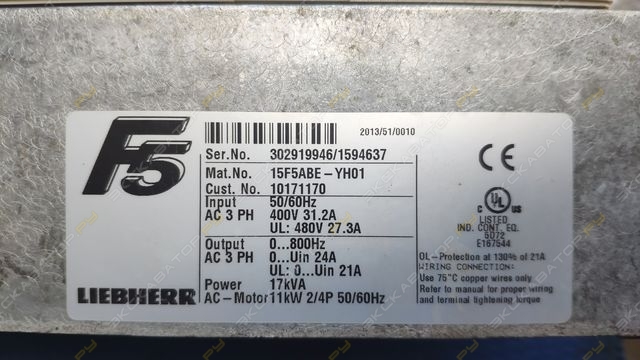 F5
2013/51/0010
Ser.No. 302919946/1594637
Mat.No. 15F5ABE-YH01
Cust. No. 10171170
Input 50/60Hz
AC 3 PH 400V 31.2A
UL: 480V 27.3A
Output 0...800Hz
AC 3 PH 0...Uin 24A
UL: 0...Uin 21A
Power 17kVA
AC-Motor 11kW 2/4P 50/60Hz
LIEBHERR
CE
C UL US
LISTED
IND. CONT. EQ.
5D72
E167544
OL-Protection at 130% of 21A
WIRING CONNECTION:
Use 75°C copper wires only
Refer to manual for proper wiring
and terminal tightening torque